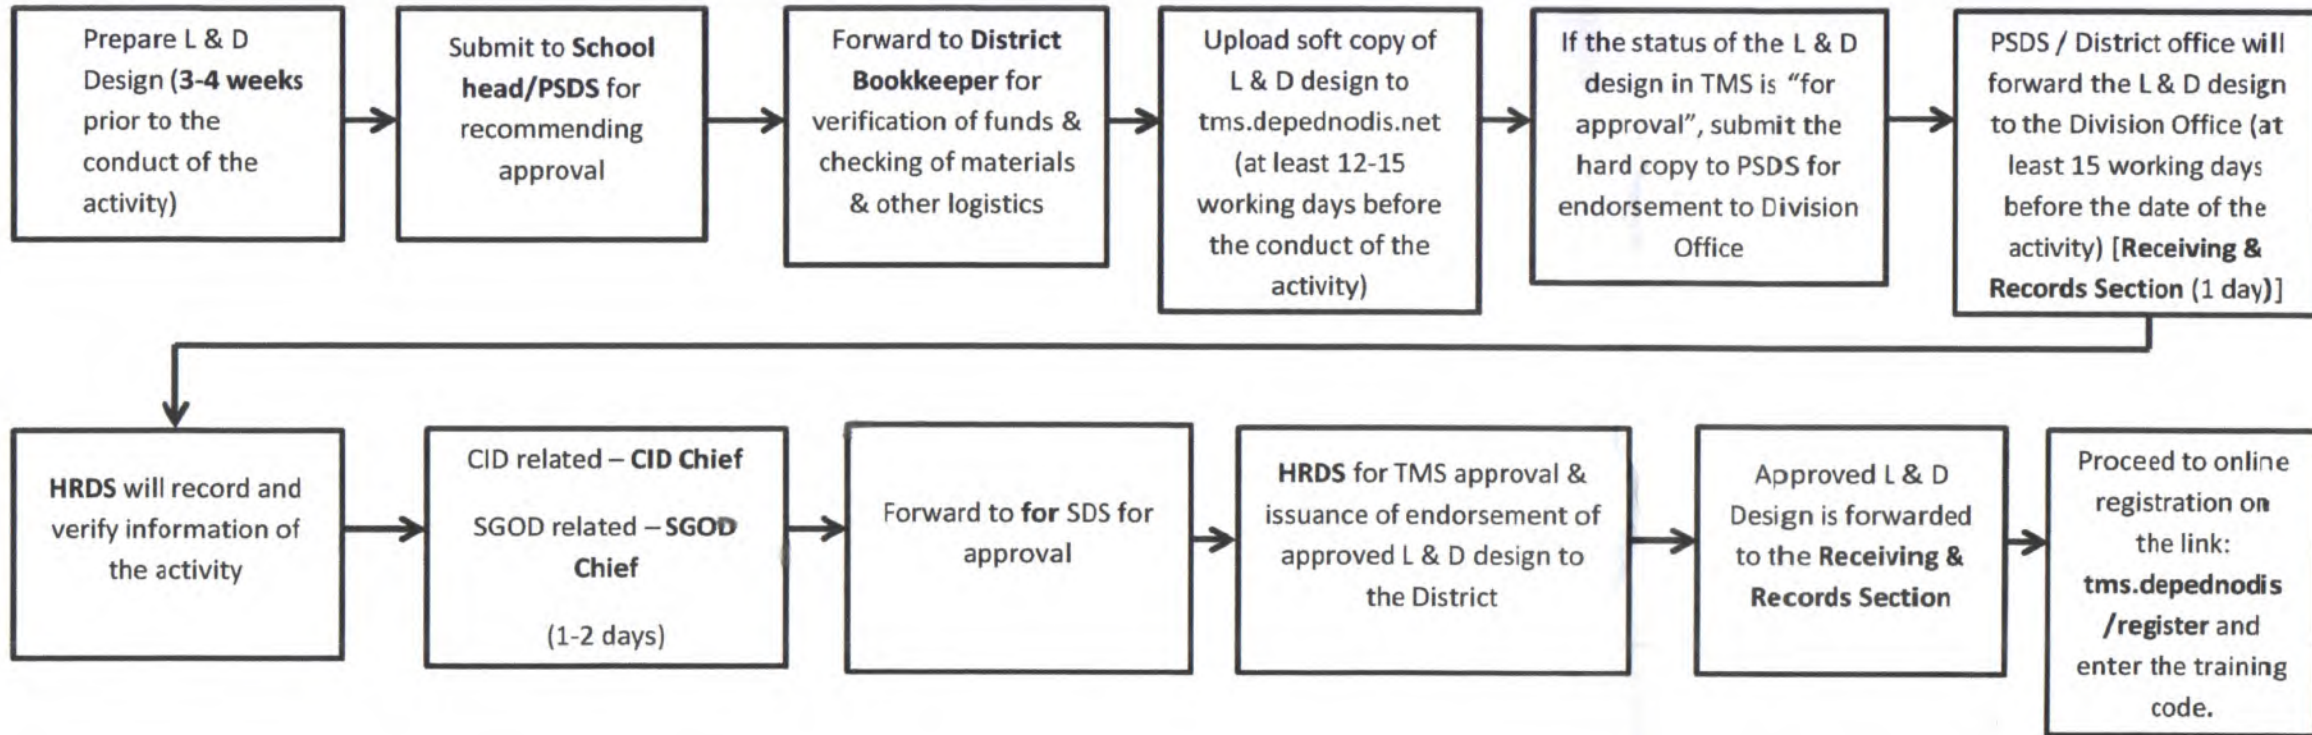 Prepare L & D
Design (3-4 weeks
prior to the
conduct of the
activity)
Submit to School
head/PSDS for
recommending
approval
Forward to District
Bookkeeper for
verification of funds &
checking of materials
& other logistics
Upload soft copy of
L & D design to
tms.depednodis.net
(at least 12-15
working days before
the conduct of the
activity)
If the status of the L & D
design in TMS is “for
approval”, submit the
hard copy to PSDS for
endorsement to Division
Office
PSDS / District office will
forward the L & D design
to the Division Office (at
least 15 working days
before the date of the
activity) [Receiving &
Records Section (1 day)]
HRDS will record and
verify information of
the activity
CID related – CID Chief
SGOD related – SGOD
Chief
(1-2 days)
Forward to for SDS for
approval
HRDS for TMS approval &
issuance of endorsement of
approved L & D design to
the District
Approved L & D
Design is forwarded
to the Receiving &
Records Section
Proceed to online
registration on
the link:
tms.depednodis
/register and
enter the training
code.